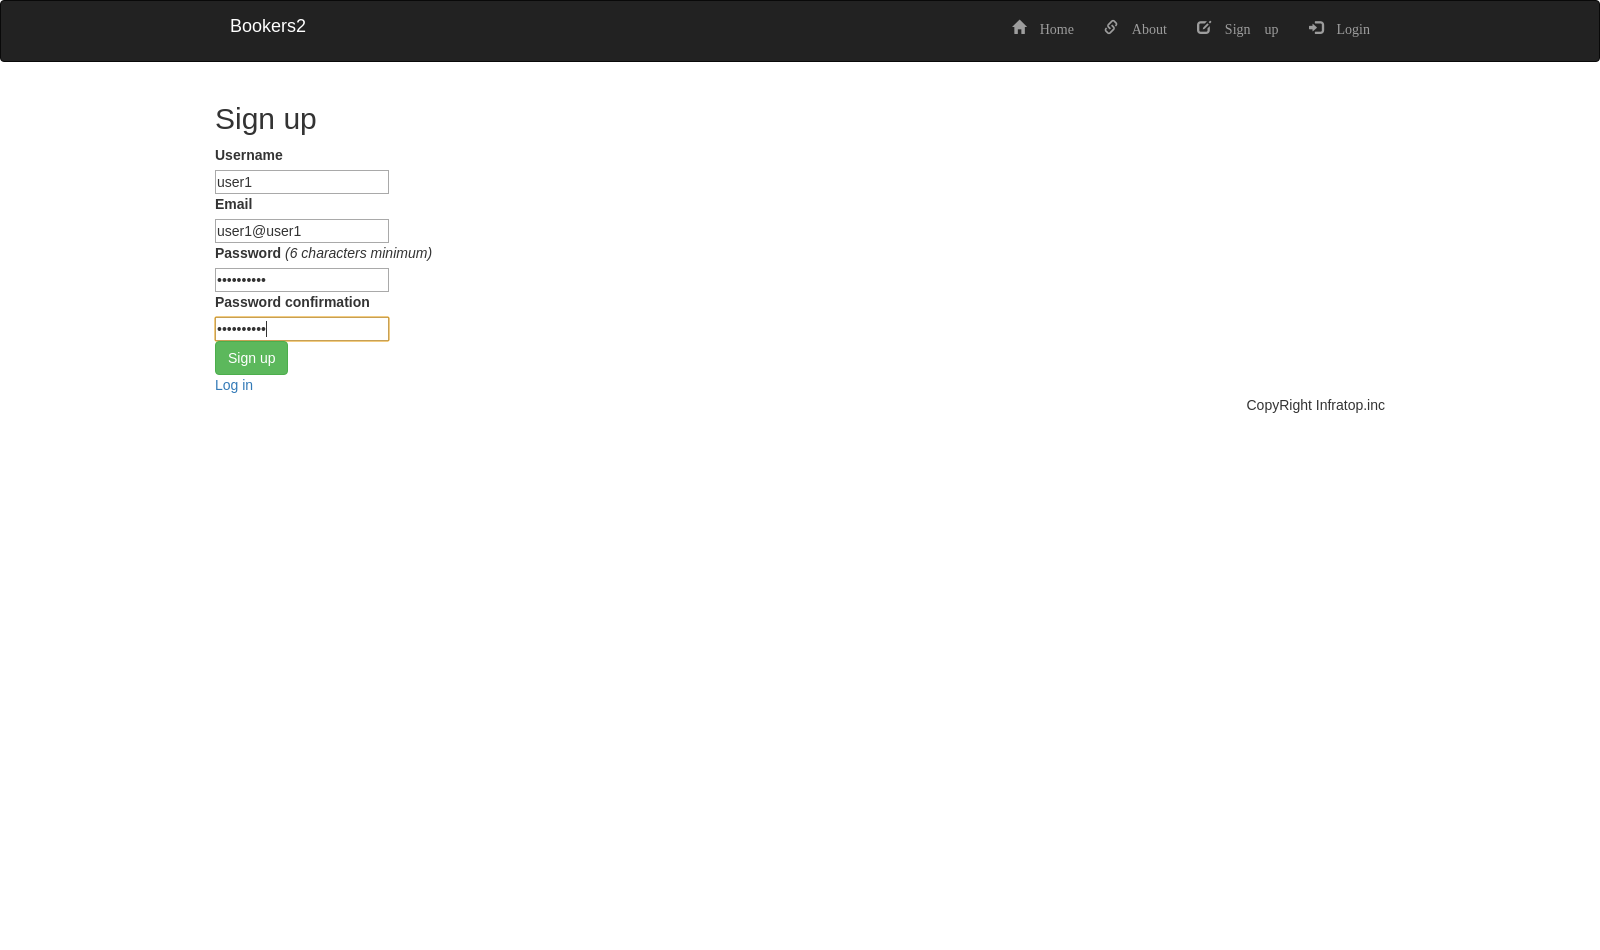 Bookers2 Home About Sign up Login
Sign up
Username
user1
Email
user1@user1
Password (6 characters minimum)
••••••••••
Password confirmation
••••••••••
Sign up
Log in
CopyRight Infratop.inc